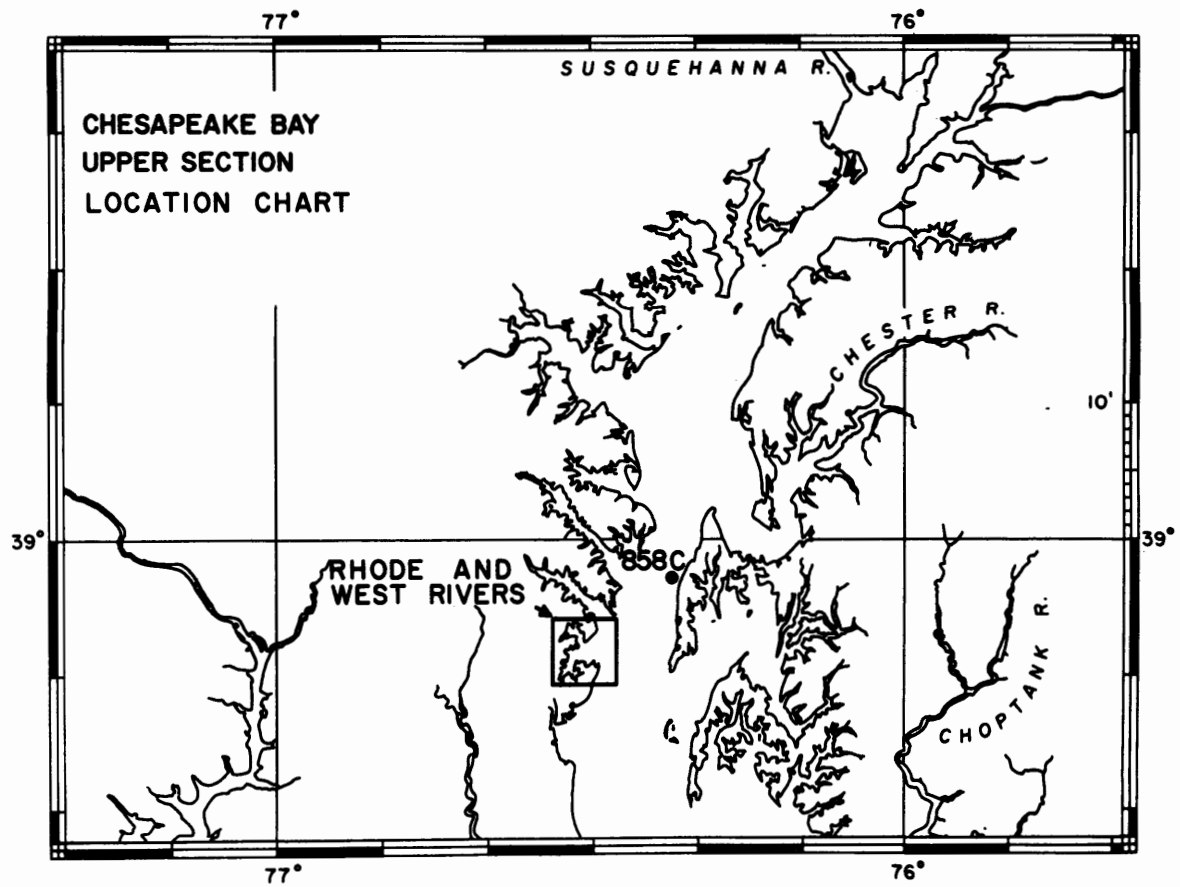 77°
76°
SUSQUEHANNA R.
CHESAPEAKE BAY
UPPER SECTION
LOCATION CHART
CHESTER R.
10'
39°
39°
858C
RHODE AND
WEST RIVERS
CHOPTANK R.
77°
76°